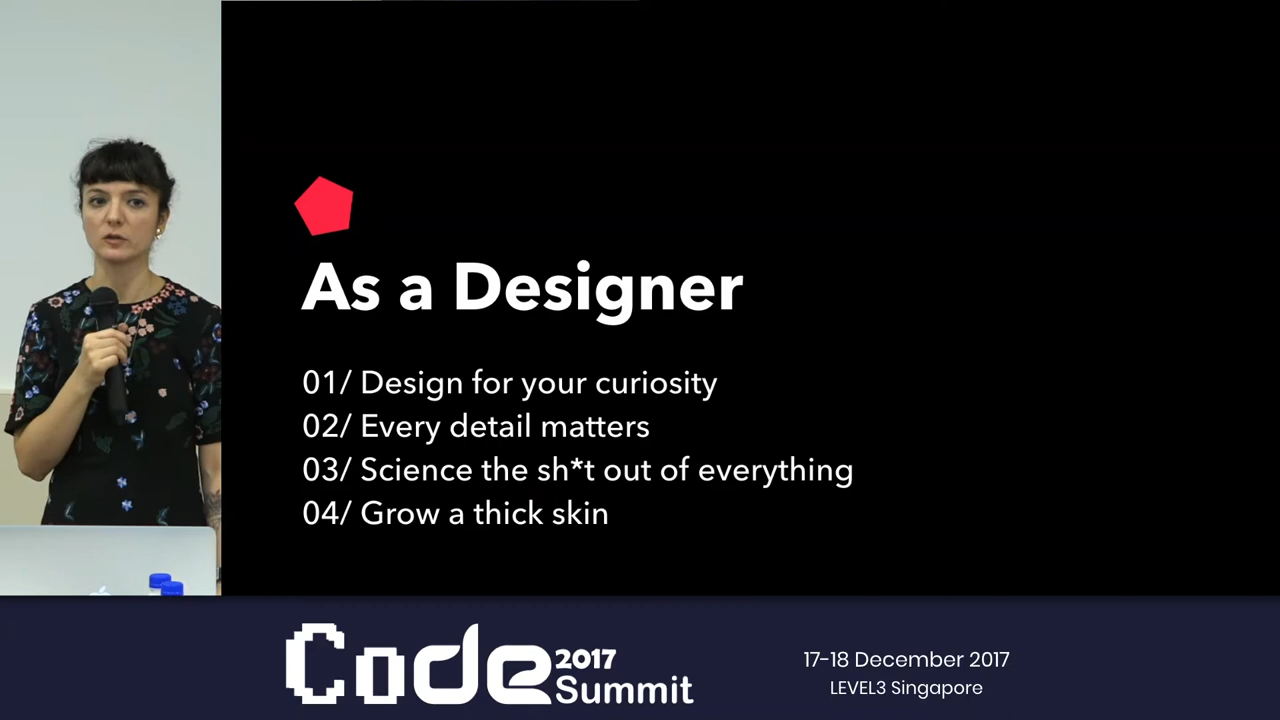 As a Designer
01/ Design for your curiosity
02/ Every detail matters
03/ Science the sh*t out of everything
04/ Grow a thick skin
Code 2017 Summit
17-18 December 2017
LEVEL3 Singapore